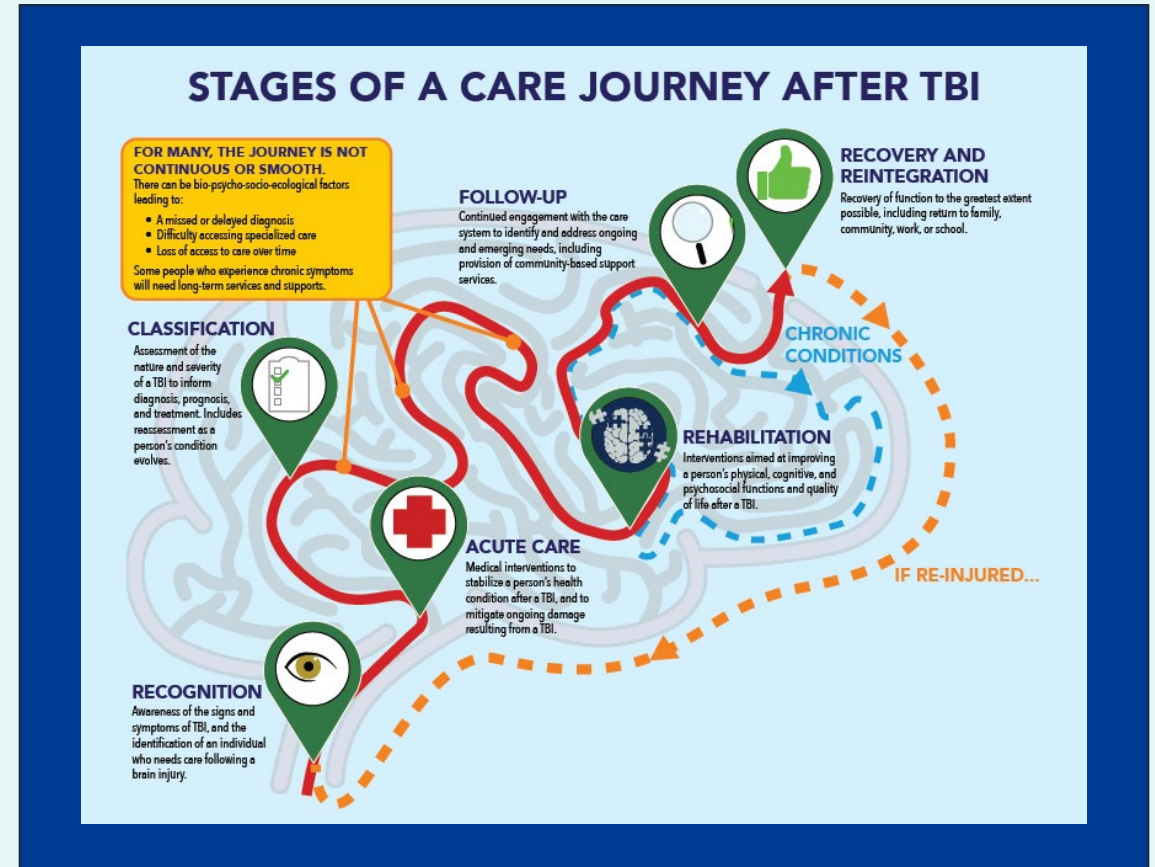 STAGES OF A CARE JOURNEY AFTER TBI
FOR MANY, THE JOURNEY IS NOT
CONTINUOUS OR SMOOTH.
There can be bio-psycho-socio-ecological factors
leading to:
• A missed or delayed diagnosis
• Difficulty accessing specialized care
• Loss of access to care over time
Some people who experience chronic symptoms
will need long-term services and supports.
RECOVERY AND
REINTEGRATION
Recovery of function to the greatest extent
possible, including return to family,
community, work, or school.
FOLLOW-UP
Continued engagement with the care
system to identify and address ongoing
and emerging needs, including
provision of community-based support
services.
CLASSIFICATION
Assessment of the
nature and severity
of a TBI to inform
diagnosis, prognosis,
and treatment. Includes
reassessment as a
person's condition
evolves.
CHRONIC
CONDITIONS
REHABILITATION
Interventions aimed at improving
a person's physical, cognitive, and
psychosocial functions and quality
of life after a TBI.
ACUTE CARE
Medical interventions to
stabilize a person's health
condition after a TBI, and to
mitigate ongoing damage
resulting from a TBI.
IF RE-INJURED...
RECOGNITION
Awareness of the signs and
symptoms of TBI, and the
identification of an individual
who needs care following a
brain injury.